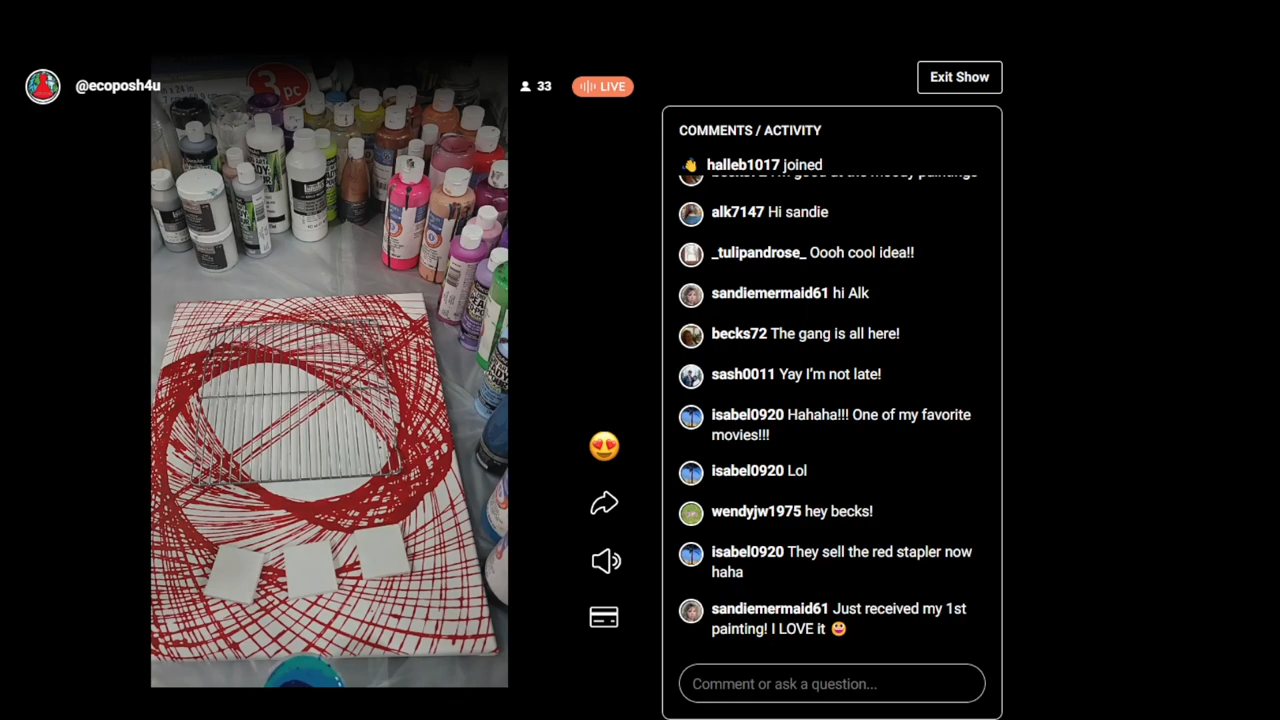 @ecoposh4u
3
pc
33
LIVE
Exit Show
COMMENTS / ACTIVITY
halleb1017 joined
alk7147 Hi sandie
_tulipandrose_ Oooh cool idea!!
sandiemermaid61 hi Alk
becks72 The gang is all here!
sash0011 Yay I'm not late!
isabel0920 Hahaha!!! One of my favorite
movies!!!
isabel0920 Lol
wendyjw1975 hey becks!
isabel0920 They sell the red stapler now
haha
sandiemermaid61 Just received my 1st
painting! I LOVE it
Comment or ask a question...